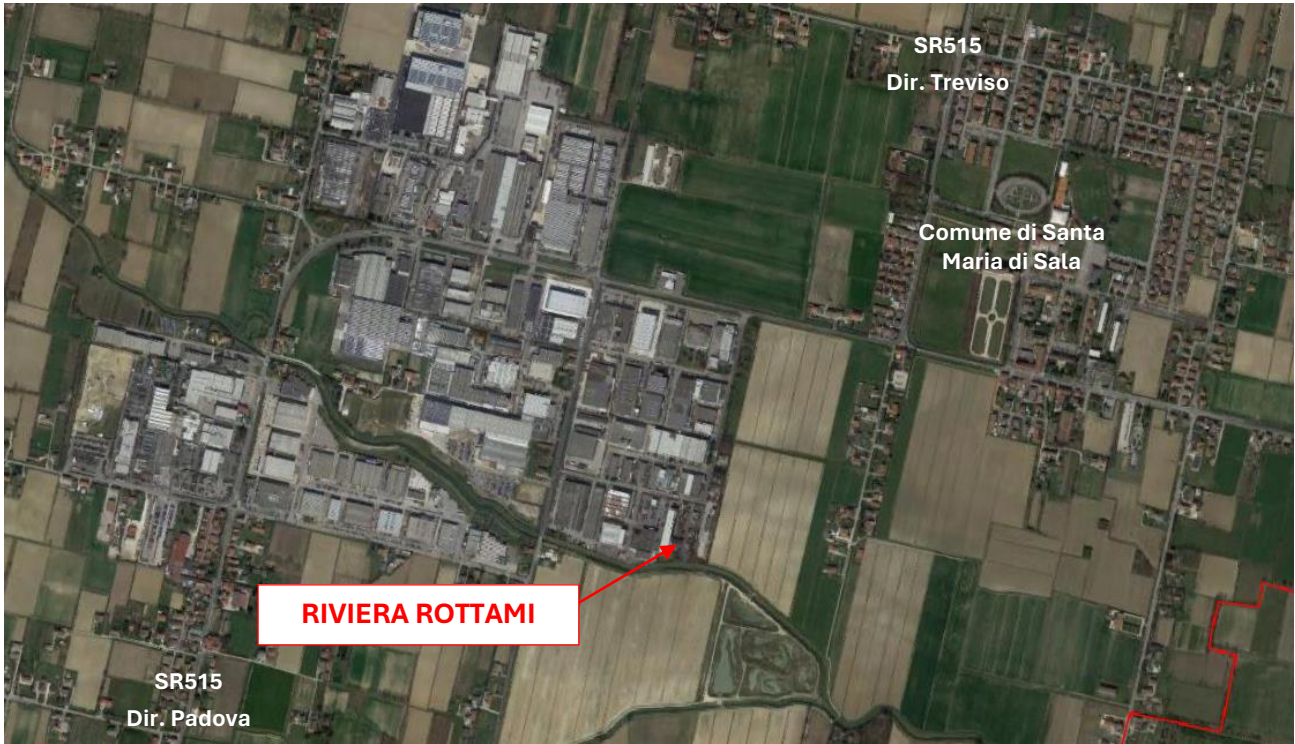 SR515
Dir. Treviso
Comune di Santa
Maria di Sala
RIVIERA ROTTAMI
SR515
Dir. Padova